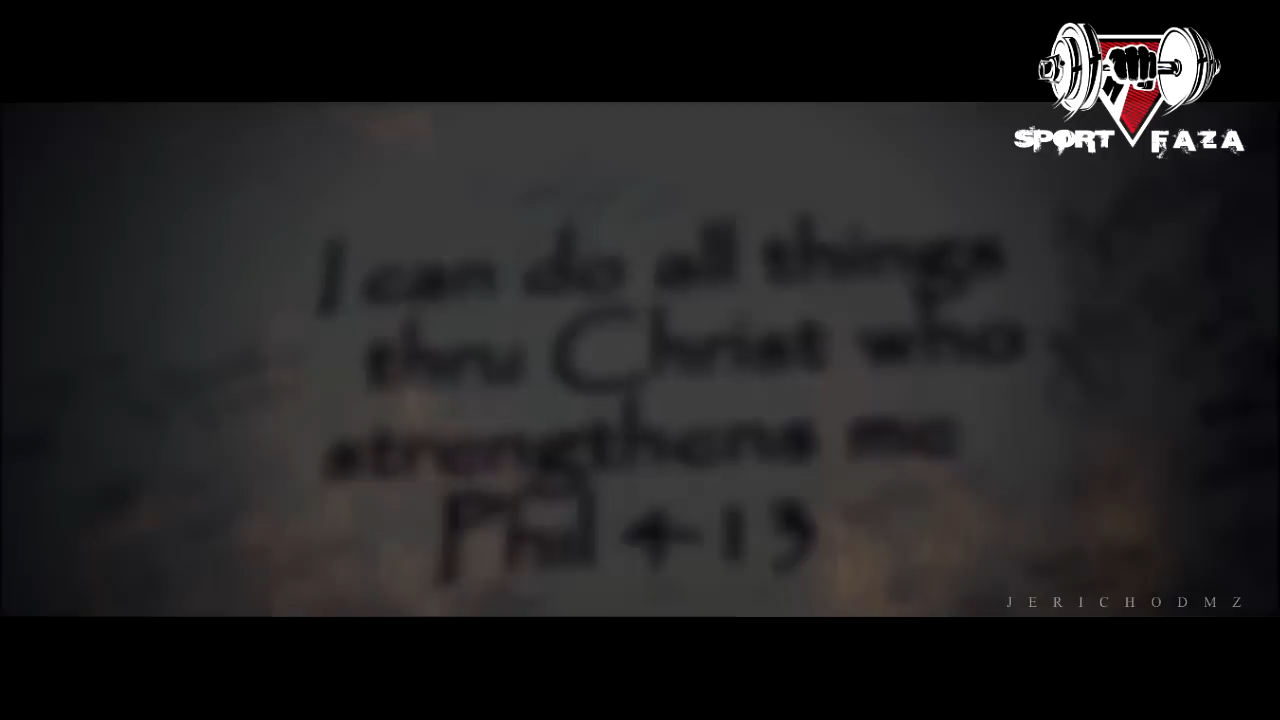 SPORT FAZA
I can do all things
thru Christ who
strengthens me
Phil 4-13
JERICHODMZ